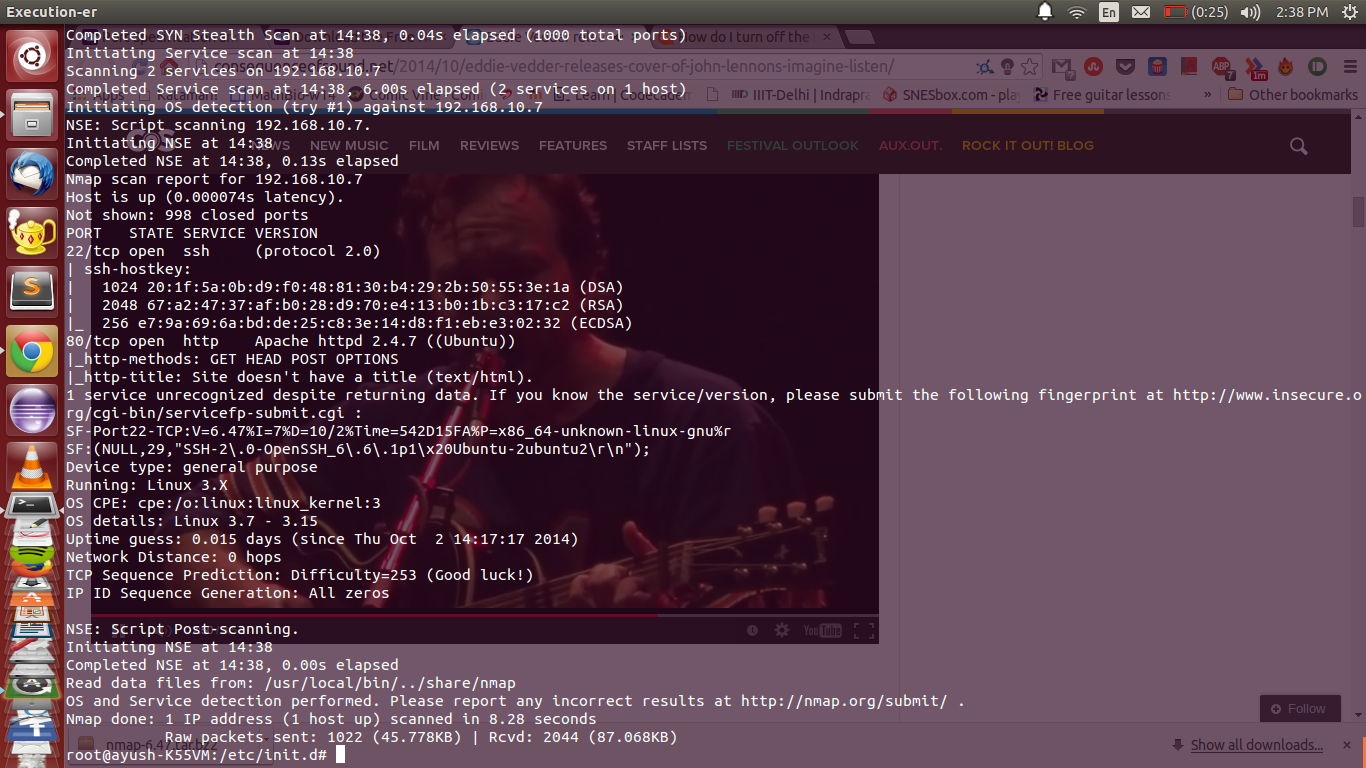 Execution-er
En
(0:25)
2:38 PM
Completed SYN Stealth Scan at 14:38, 0.04s elapsed (1000 total ports)
How do I turn off the
Initiating Service scan at 14:38
Scanning 2 services on 192.168.10.7
consequenceofsound.net/2014/10/eddie-vedder-releases-cover-of-john-lennons-imagine-listen/
Completed Service scan at 14:38, 6.00s elapsed (2 services on 1 host)
Learn | Codecadem
IIIT-Delhi | Indrapra
SNESbox.com - play
Free guitar lessons
»
Other bookmarks
Initiating OS detection (try #1) against 192.168.10.7
NSE: Script scanning 192.168.10.7.
Initiating NSE at 14:38
NEWS NEW MUSIC FILM REVIEWS FEATURES STAFF LISTS FESTIVAL OUTLOOK AUX.OUT. ROCK IT OUT! BLOG
Completed NSE at 14:38, 0.13s elapsed
Nmap scan report for 192.168.10.7
Host is up (0.000074s latency).
Not shown: 998 closed ports
PORT   STATE SERVICE VERSION
22/tcp open  ssh     (protocol 2.0)
| ssh-hostkey:
|   1024 20:1f:5a:0b:d9:f0:48:81:30:b4:29:2b:50:55:3e:1a (DSA)
|   2048 67:a2:47:37:af:b0:28:d9:70:e4:13:b0:1b:c3:17:c2 (RSA)
|_  256 e7:9a:69:6a:bd:de:25:c8:3e:14:d8:f1:eb:e3:02:32 (ECDSA)
80/tcp open  http    Apache httpd 2.4.7 ((Ubuntu))
|_http-methods: GET HEAD POST OPTIONS
|_http-title: Site doesn't have a title (text/html).
1 service unrecognized despite returning data. If you know the service/version, please submit the following fingerprint at http://www.insecure.o
rg/cgi-bin/servicefp-submit.cgi :
SF-Port22-TCP:V=6.47%I=7%D=10/2%Time=542D15FA%P=x86_64-unknown-linux-gnu%r
SF:(NULL,29,"SSH-2\.0-OpenSSH_6\.6\.1p1\x20Ubuntu-2ubuntu2\r\n");
Device type: general purpose
Running: Linux 3.X
OS CPE: cpe:/o:linux:linux_kernel:3
OS details: Linux 3.7 - 3.15
Uptime guess: 0.015 days (since Thu Oct  2 14:17:17 2014)
Network Distance: 0 hops
TCP Sequence Prediction: Difficulty=253 (Good luck!)
IP ID Sequence Generation: All zeros
NSE: Script Post-scanning.
YouTube
Initiating NSE at 14:38
Completed NSE at 14:38, 0.00s elapsed
Read data files from: /usr/local/bin/../share/nmap
OS and Service detection performed. Please report any incorrect results at http://nmap.org/submit/ .
Follow
Nmap done: 1 IP address (1 host up) scanned in 8.28 seconds
Raw packets sent: 1022 (45.778KB) | Rcvd: 2044 (87.068KB)
nmap-6.47.tar.bz2
Show all downloads...
root@ayush-K55VM:/etc/init.d#